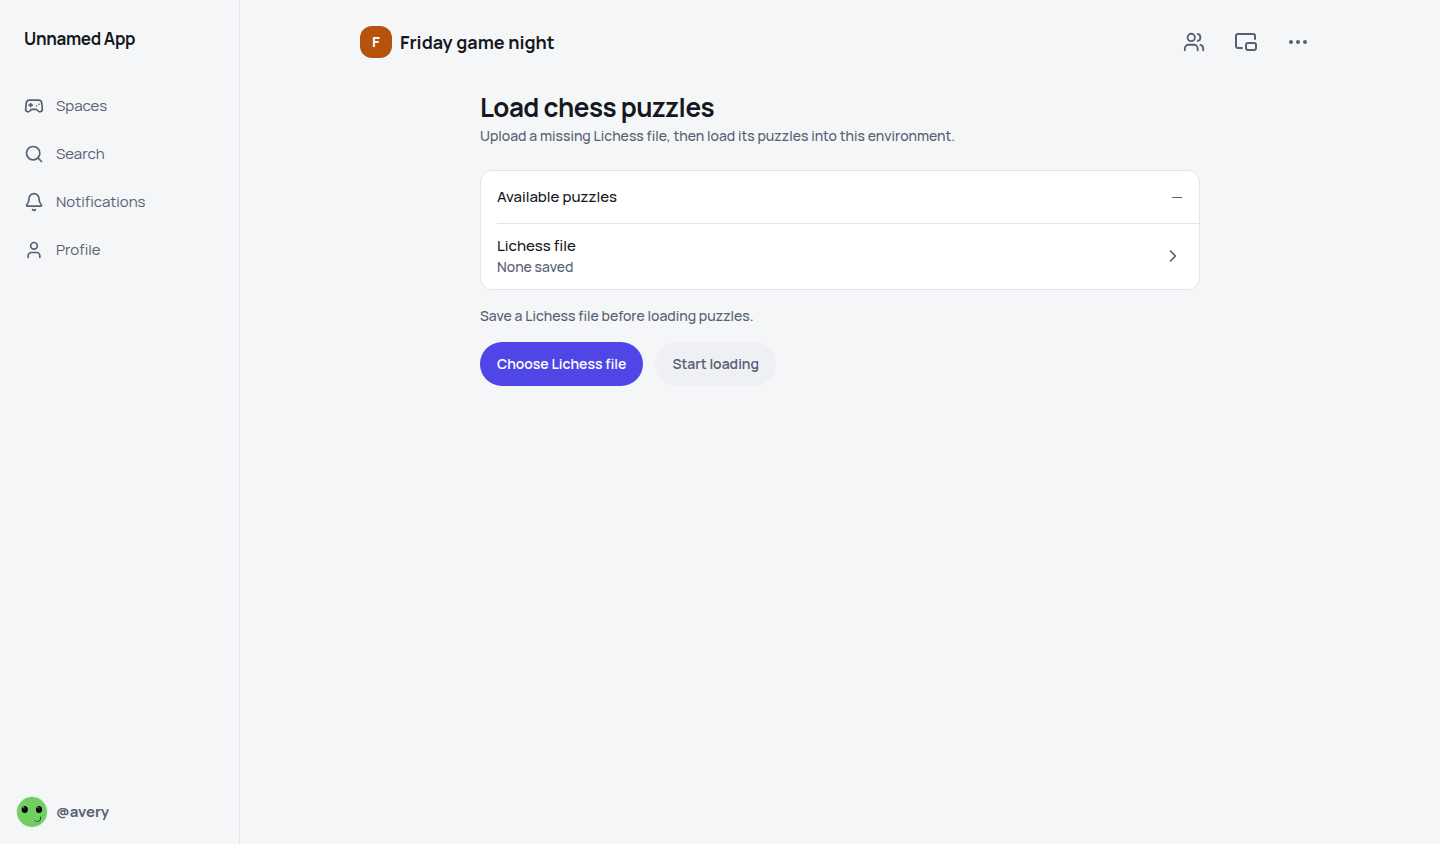 Unnamed App
Spaces
Search
Notifications
Profile
@avery
F
Friday game night
Load chess puzzles
Upload a missing Lichess file, then load its puzzles into this environment.
Available puzzles –
Lichess file
None saved
Save a Lichess file before loading puzzles.
Choose Lichess file
Start loading